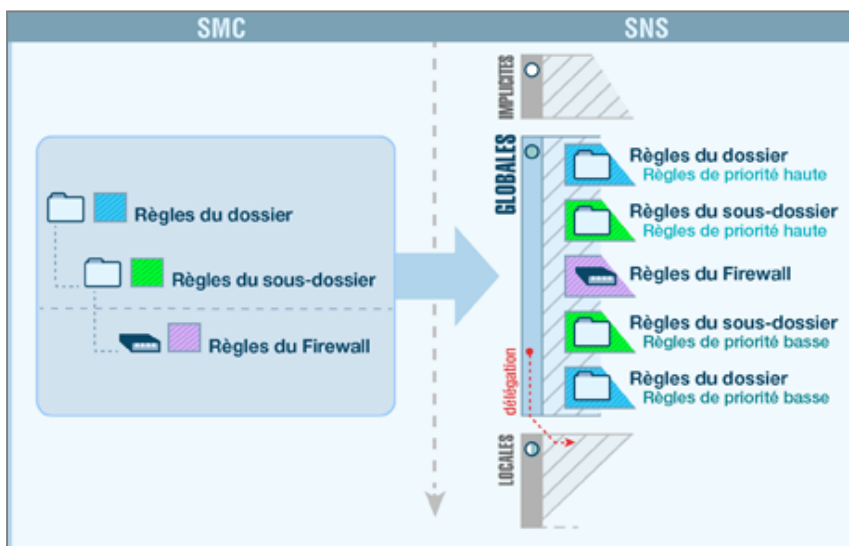 SMC
SNS
IMPLICITES
GLOBALES
Règles du dossier
Règles de priorité haute
Règles du sous-dossier
Règles de priorité haute
Règles du Firewall
Règles du sous-dossier
Règles de priorité basse
Règles du dossier
Règles de priorité basse
délégation
LOCALES
Règles du dossier
Règles du sous-dossier
Règles du Firewall